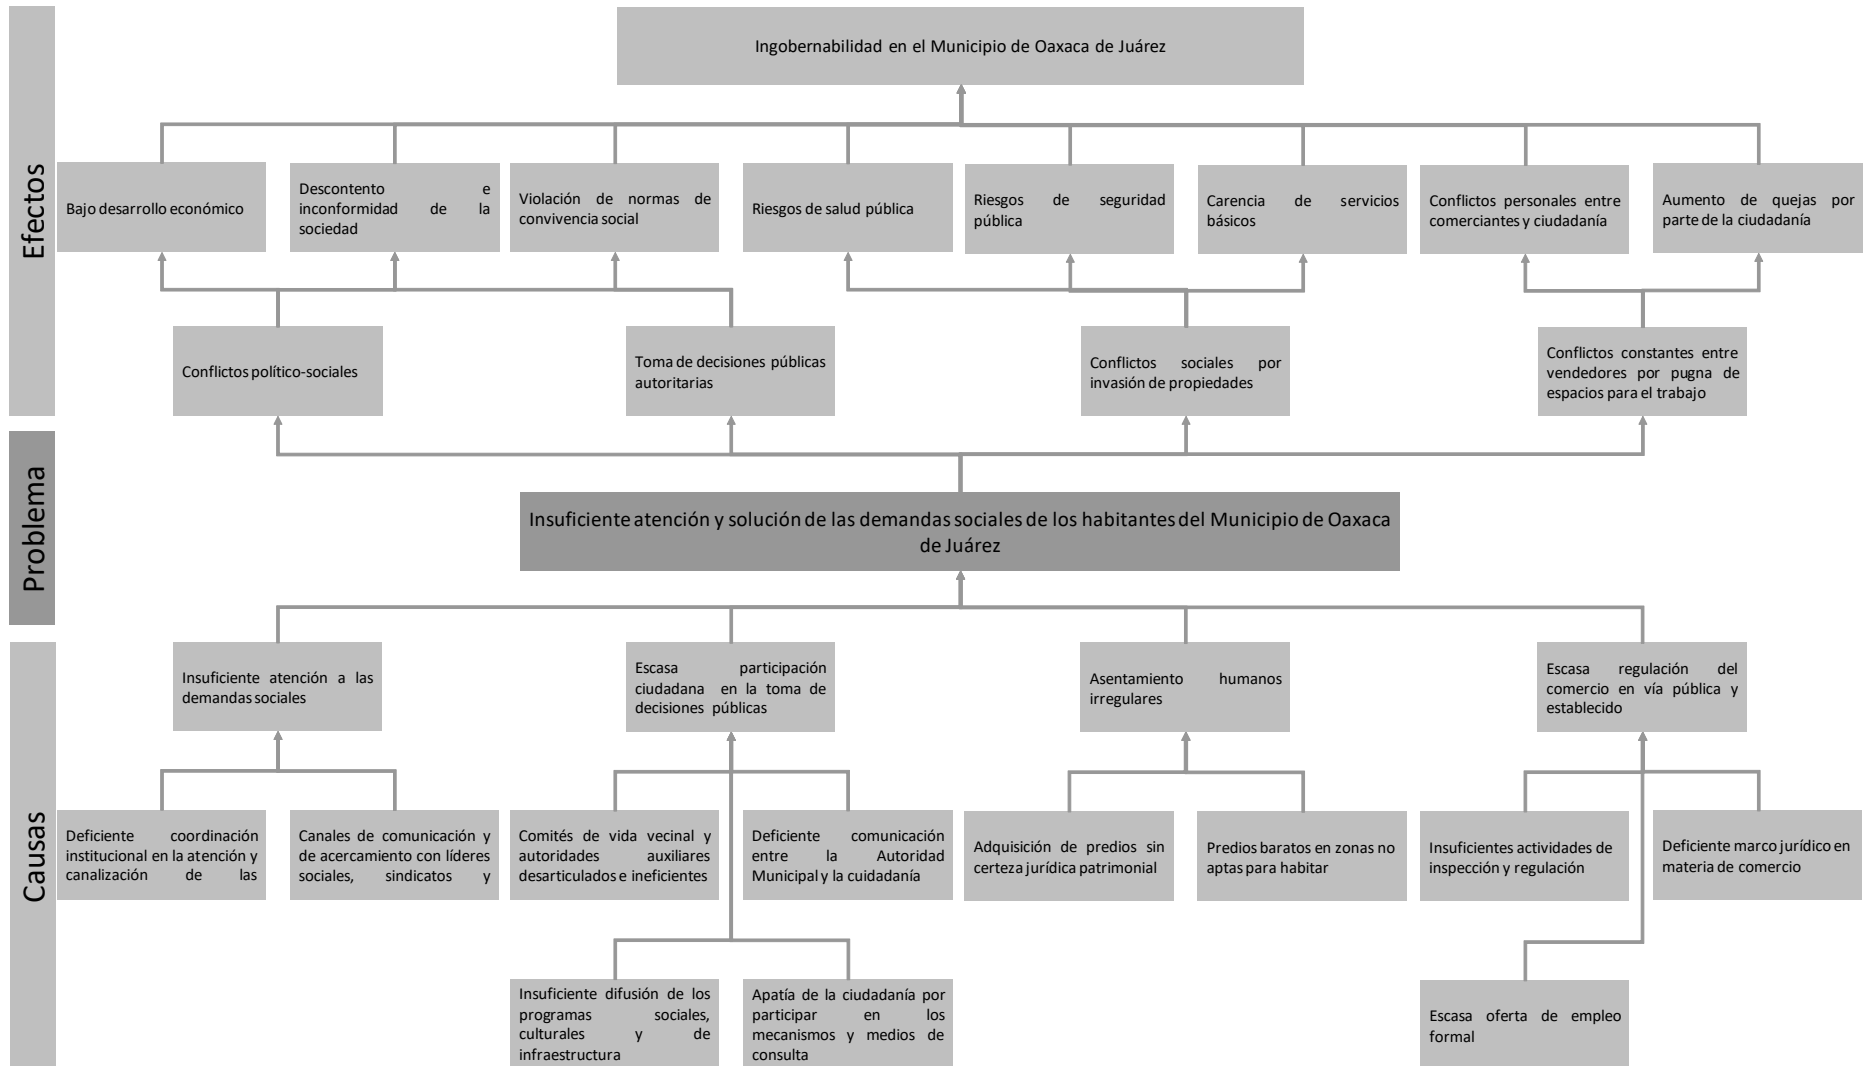 Ingobernabilidad en el Municipio de Oaxaca de Juárez
Efectos
Bajo desarrollo económico
Descontento e
inconformidad de la
sociedad
Violación de normas de
convivencia social
Riesgos de salud pública
Riesgos de seguridad
pública
Carencia de servicios
básicos
Conflictos personales entre
comerciantes y ciudadanía
Aumento de quejas por
parte de la ciudadanía
Conflictos político-sociales
Toma de decisiones públicas
autoritarias
Conflictos sociales por
invasión de propiedades
Conflictos constantes entre
vendedores por pugna de
espacios para el trabajo
Problema
Insuficiente atención y solución de las demandas sociales de los habitantes del Municipio de Oaxaca
de Juárez
Causas
Insuficiente atención a las
demandas sociales
Escasa participación
ciudadana en la toma de
decisiones públicas
Asentamiento humanos
irregulares
Escasa regulación del
comercio en vía pública y
establecido
Deficiente coordinación
institucional en la atención y
canalización de las
Canales de comunicación y
de acercamiento con líderes
sociales, sindicatos y
Comités de vida vecinal y
autoridades auxiliares
desarticulados e ineficientes
Deficiente comunicación
entre la Autoridad
Municipal y la cuidadanía
Adquisición de predios sin
certeza jurídica patrimonial
Predios baratos en zonas no
aptas para habitar
Insuficientes actividades de
inspección y regulación
Deficiente marco jurídico en
materia de comercio
Insuficiente difusión de los
programas sociales,
culturales y de
infraestructura
Apatía de la ciudadanía por
participar en los
mecanismos y medios de
consulta
Escasa oferta de empleo
formal